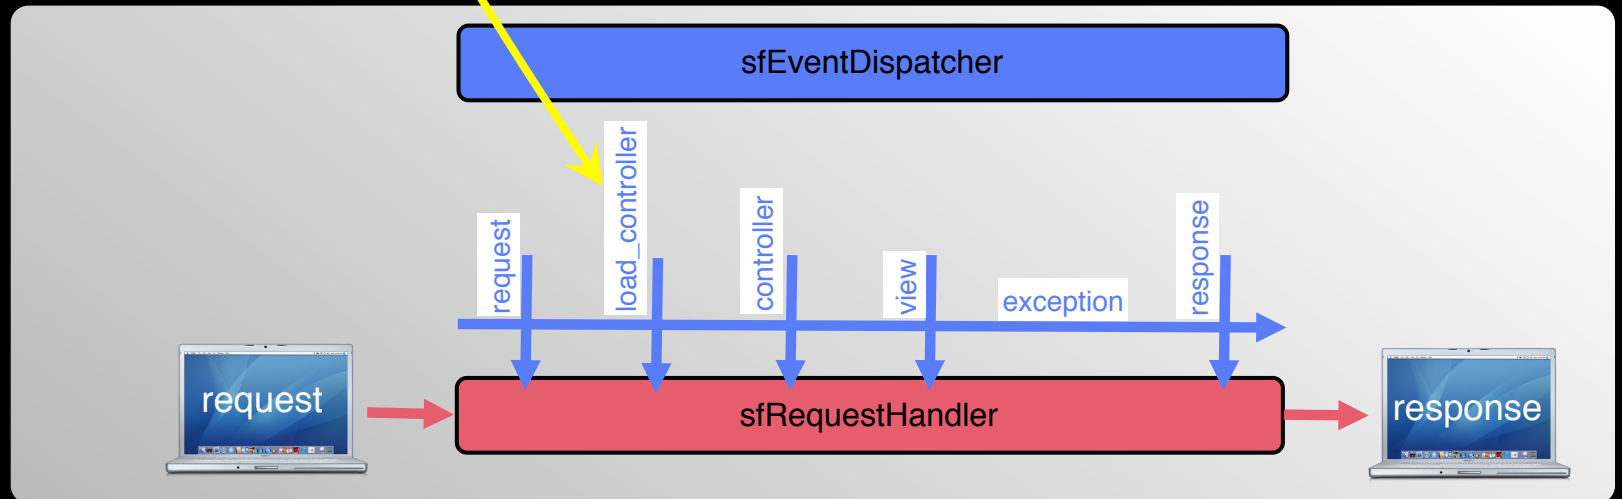 sfEventDispatcher
request
load_controller
controller
view
exception
response
request
sfRequestHandler
response